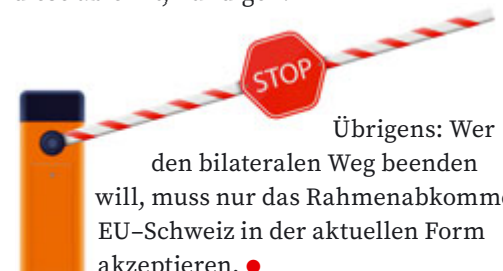 STOP
Übrigens: Wer
den bilateralen Weg beenden
will, muss nur das Rahmenabkomme
EU–Schweiz in der aktuellen Form
akzeptieren.